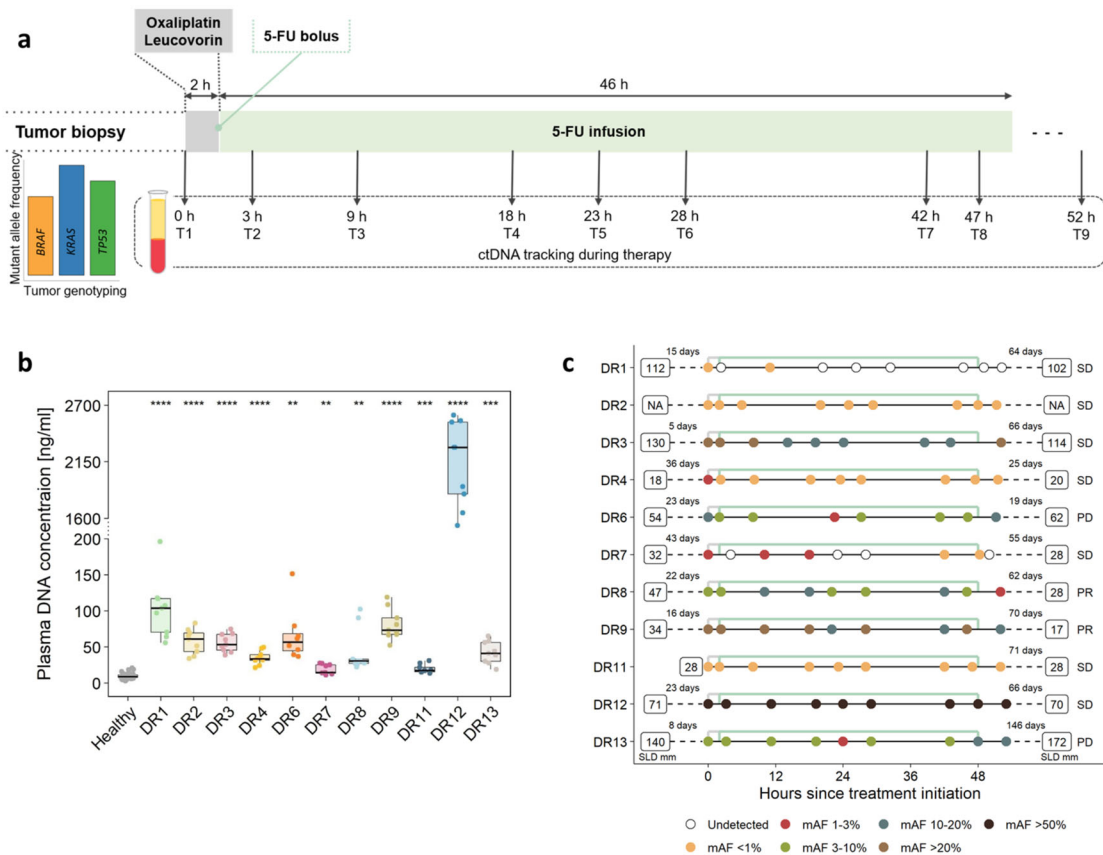 a
Oxaliplatin
Leucovorin
5-FU bolus
2 h
46 h
Tumor biopsy
5-FU infusion
- - -
Mutant allele frequency
BRAF
KRAS
TP53
Tumor genotyping
0 h 3 h 9 h 18 h 23 h 28 h 42 h 47 h 52 h
T1 T2 T3 T4 T5 T6 T7 T8 T9
ctDNA tracking during therapy
b
Plasma DNA concentraion [ng/ml]
2700
2150
1600
200
150
100
50
0
**** **** **** **** ** ** ** **** *** **** ***
Healthy DR1 DR2 DR3 DR4 DR6 DR7 DR8 DR9 DR11 DR12 DR13
c
15 days 64 days
DR1 112 102 SD
DR2 NA NA SD
5 days 66 days
DR3 130 114 SD
36 days 25 days
DR4 18 20 SD
23 days 19 days
DR6 54 62 PD
43 days 55 days
DR7 32 28 SD
22 days 62 days
DR8 47 28 PR
16 days 70 days
DR9 34 17 PR
71 days
DR11 28 28 SD
23 days 66 days
DR12 71 70 SD
8 days 146 days
DR13 140 172 PD
SLD mm SLD mm
0 12 24 36 48
Hours since treatment initiation
Undetected mAF 1-3% mAF 10-20% mAF >50%
mAF <1% mAF 3-10% mAF >20%